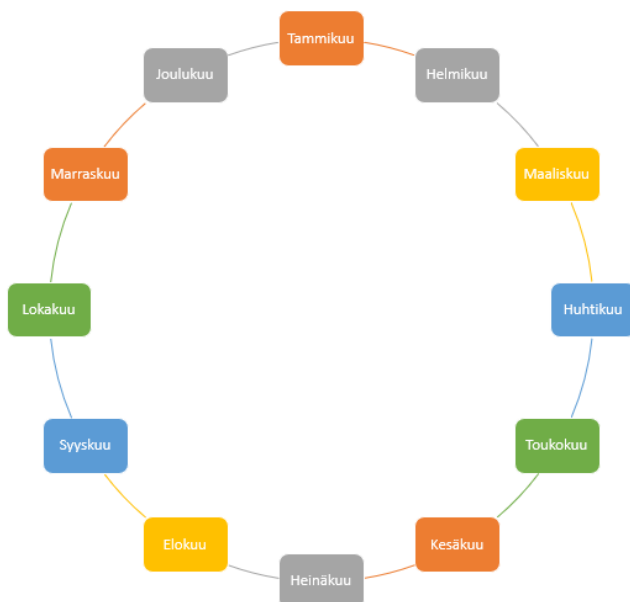 Tammikuu
Helmikuu
Maaliskuu
Huhtikuu
Toukokuu
Kesäkuu
Heinäkuu
Elokuu
Syyskuu
Lokakuu
Marraskuu
Joulukuu